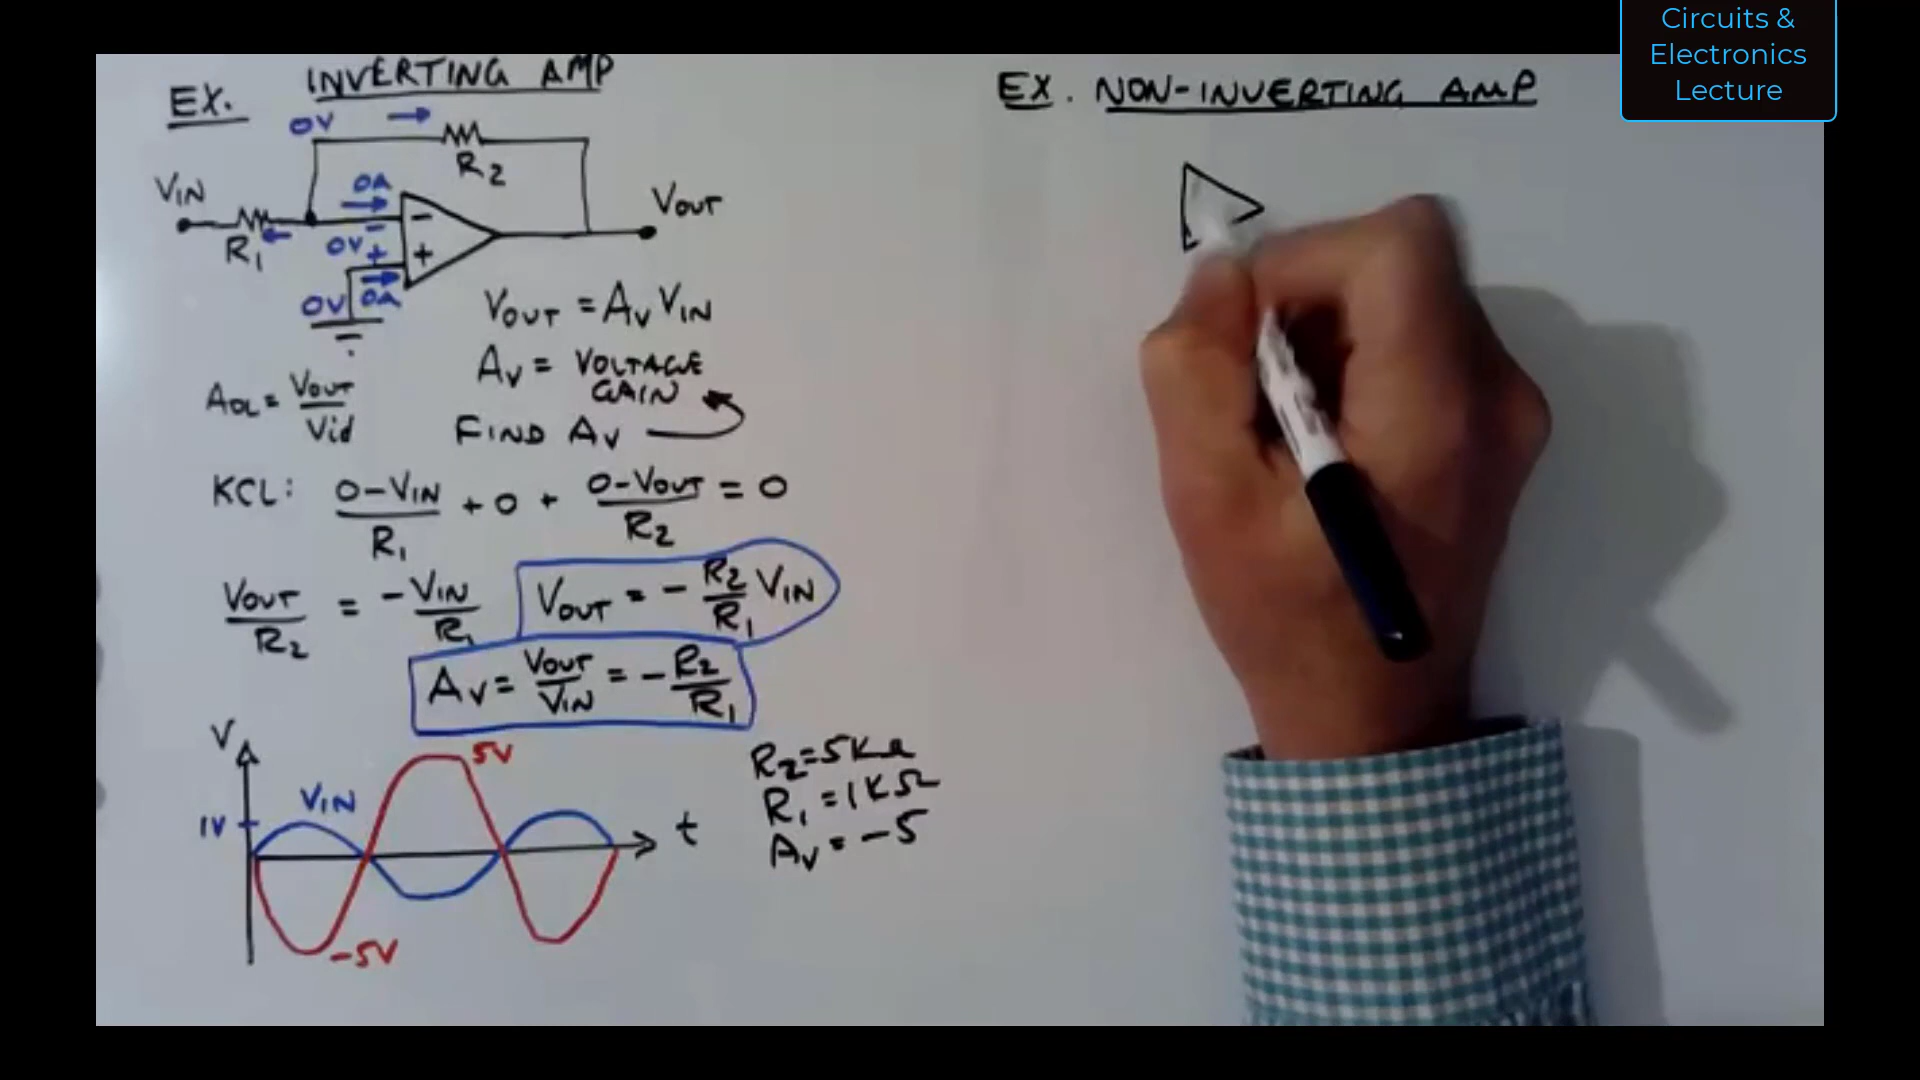 Circuits &
Electronics
Lecture
EX. INVERTING AMP
0V
R2
VIN
0A
VOUT
R1
-
0V
-
+
+
0V
0A
VOUT = AV VIN
AV = VOLTAGE
GAIN
AOL = VOUT
Vid
FIND AV
KCL: 0-VIN + 0 + 0-VOUT = 0
R1 R2
VOUT = -VIN
R2 R1
VOUT = - R2 VIN
R1
AV = VOUT = - R2
VIN R1
V
5V
VIN
1V
t
-5V
R2 = 5KΩ
R1 = 1KΩ
AV = -5
EX. NON-INVERTING AMP